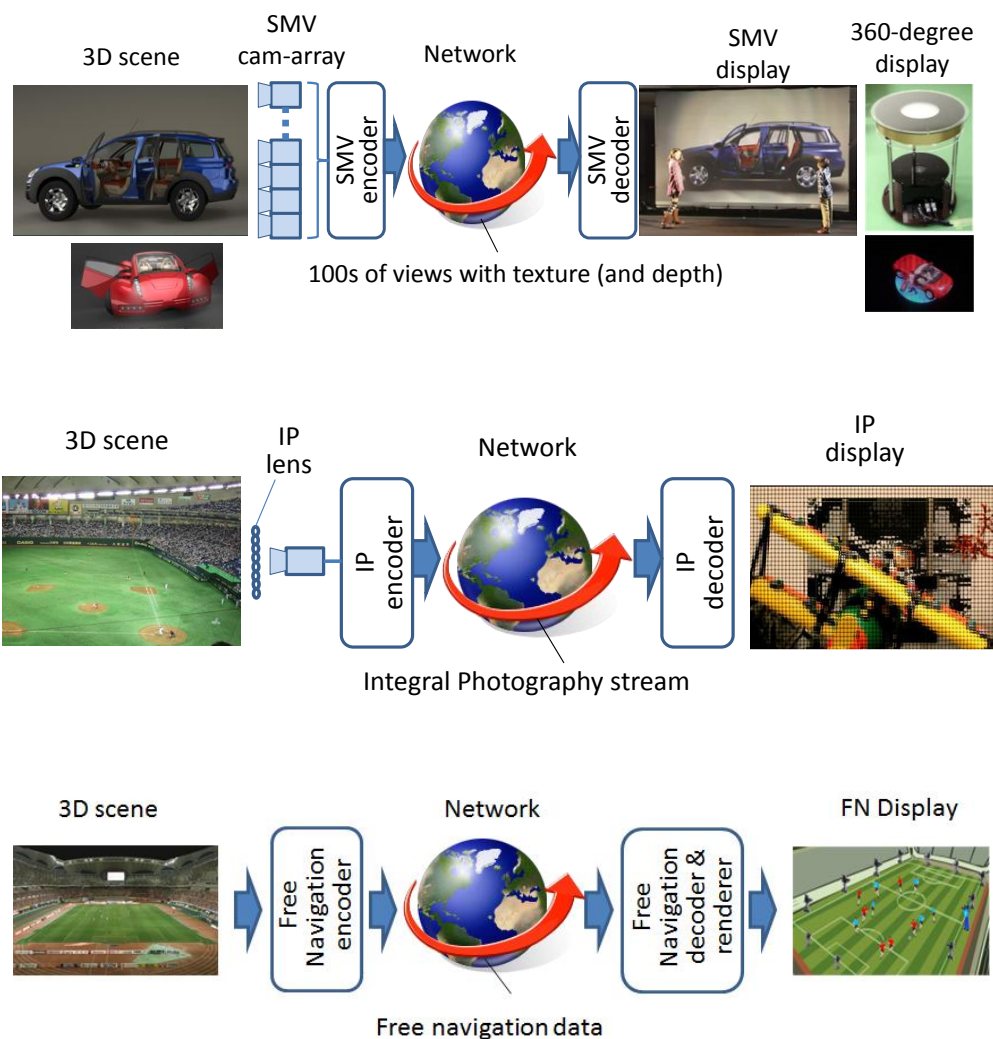 SMV
cam-array
3D scene
Network
SMV
display
360-degree
display
SMV
encoder
SMV
decoder
100s of views with texture (and depth)
3D scene
IP
lens
Network
IP
display
IP
encoder
IP
decoder
Integral Photography stream
3D scene
Network
FN Display
Free
Navigation
encoder
Free
Navigation
decoder &
renderer
Free navigation data